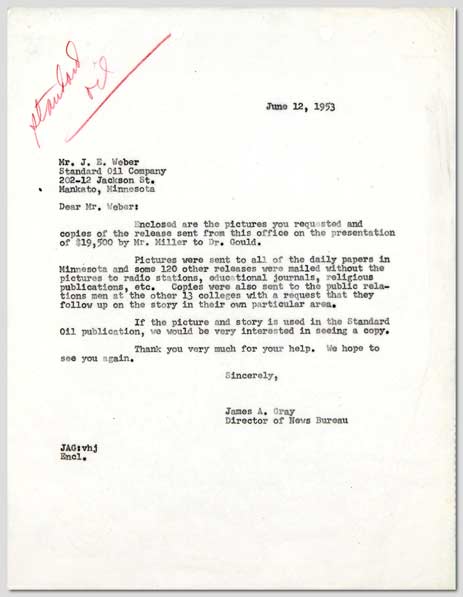 standard
oil
June 12, 1953
Mr. J. E. Weber
Standard Oil Company
202-12 Jackson St.
Mankato, Minnesota
Dear Mr. Weber:
Enclosed are the pictures you requested and
copies of the release sent from this office on the presentation
of $19,500 by Mr. Miller to Dr. Gould.
Pictures were sent to all of the daily papers in
Minnesota and some 120 other releases were mailed without the
pictures to radio stations, educational journals, religious
publications, etc.  Copies were also sent to the public rela-
tions men at the other 13 colleges with a request that they
follow up on the story in their own particular area.
If the picture and story is used in the Standard
Oil publication, we would be very interested in seeing a copy.
Thank you very much for your help.  We hope to
see you again.
Sincerely,
James A. Gray
Director of News Bureau
JAG:vhj
Encl.